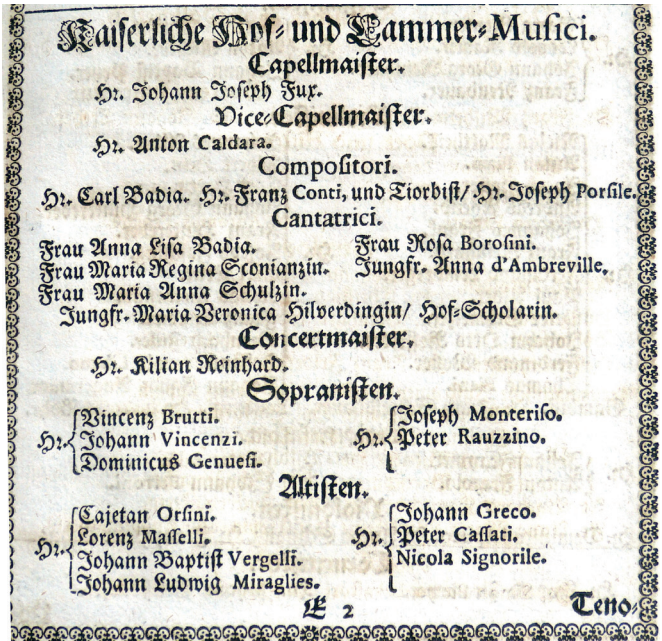 Kaiserliche Hof- und Cammer-Musici.
Capellmaister.
Hr. Johann Joseph Fux.
Vice-Capellmaister.
Hr. Anton Caldara.
Compositori.
Hr. Carl Badia. Hr. Franz Conti, und Tiorbist/ Hr. Joseph Porsile.
Cantatrici.
Frau Anna Lisa Badia. Frau Rosa Borosini.
Frau Maria Regina Sconianzin. Jungfr. Anna d'Ambreville.
Frau Maria Anna Schulzin.
Jungfr. Maria Veronica Hilverdingin/ Hof-Scholarin.
Concertmaister.
Hr. Kilian Reinhard.
Sopranisten.
Hr. Vincenz Brutti.
Johann Vincenzi.
Dominicus Genuesi.
Hr. Joseph Monteriso.
Peter Rauzzino.
Altisten.
Hr. Cajetan Orsini.
Lorenz Masselli.
Johann Baptist Vergelli.
Johann Ludwig Miraglies.
Hr. Johann Greco.
Peter Cassati.
Nicola Signorile.
E 2 Teno-